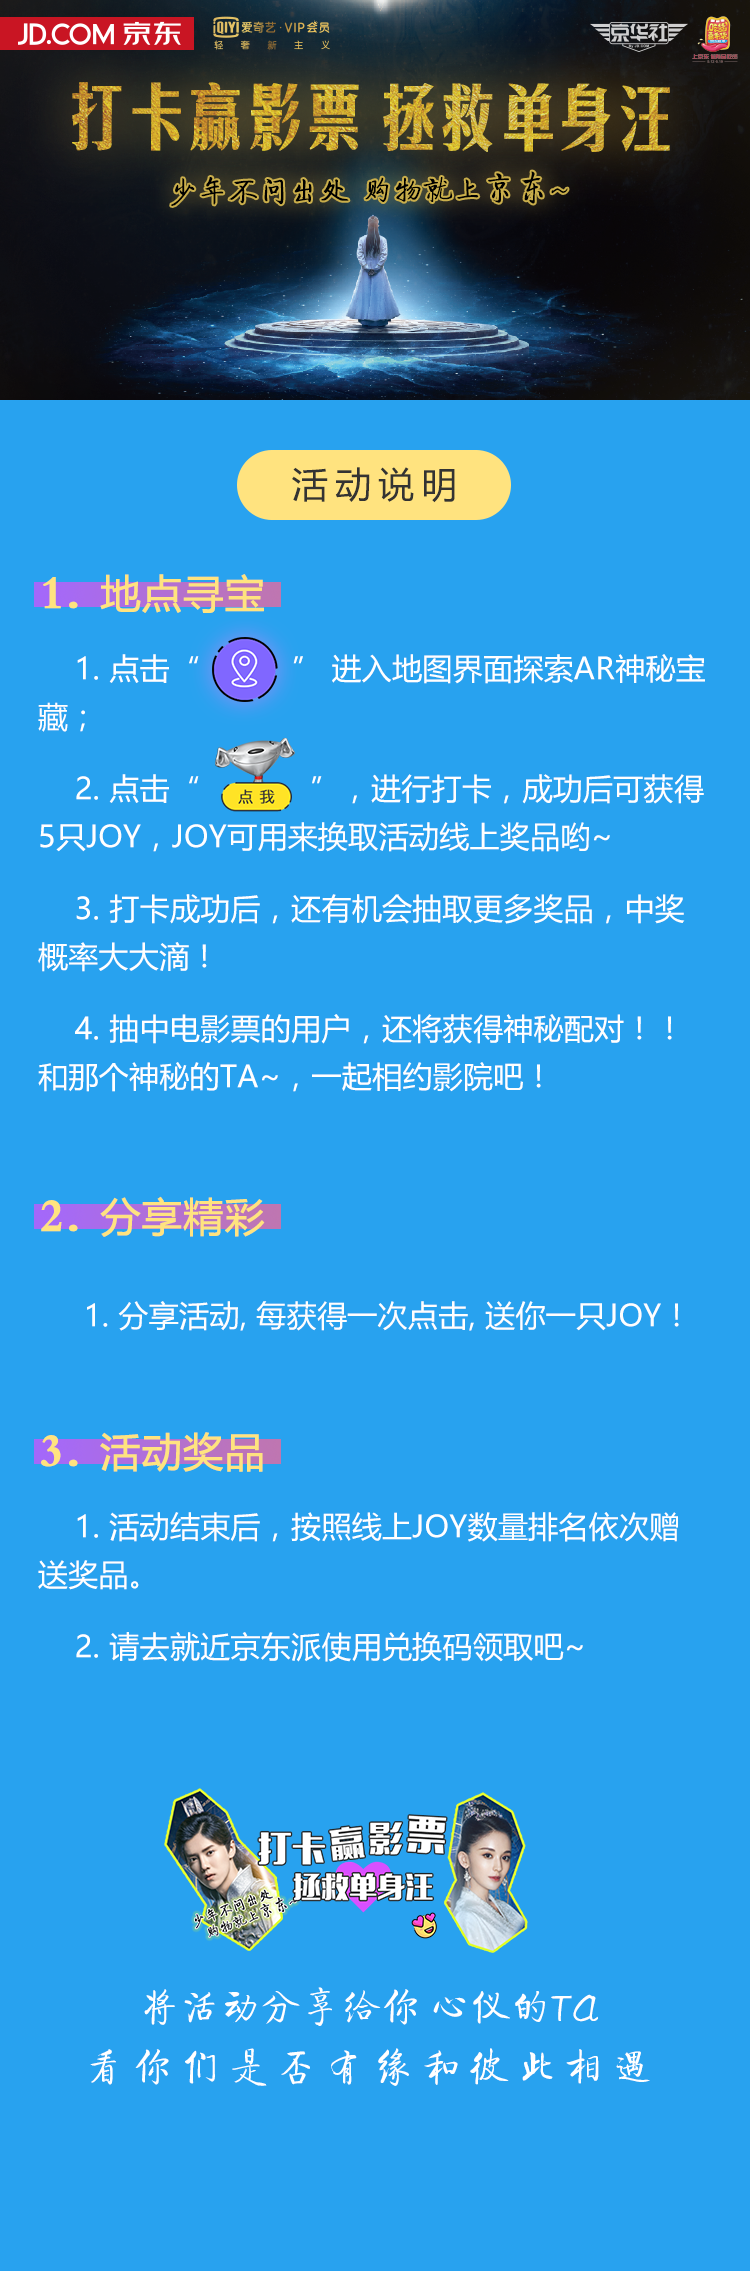 JD.COM 京东
iQIYI 爱奇艺·VIP会员
轻奢新主义
京华社
打卡赢影票 拯救单身汪
少年不问出处 购物就上京东~
活动说明
1. 地点寻宝
1. 点击“ ” 进入地图界面探索AR神秘宝
藏；
2. 点击“ 点我 ”，进行打卡，成功后可获得
5只JOY，JOY可用来换取活动线上奖品哟~
3. 打卡成功后，还有机会抽取更多奖品，中奖
概率大大滴！
4. 抽中电影票的用户，还将获得神秘配对！！
和那个神秘的TA~，一起相约影院吧！
2. 分享精彩
1. 分享活动, 每获得一次点击, 送你一只JOY！
3. 活动奖品
1. 活动结束后，按照线上JOY数量排名依次赠
送奖品。
2. 请去就近京东派使用兑换码领取吧~
打卡赢影票
拯救单身汪
少年不问出处
购物就上京东~
将活动分享给你心仪的TA
看你们是否有缘和彼此相遇